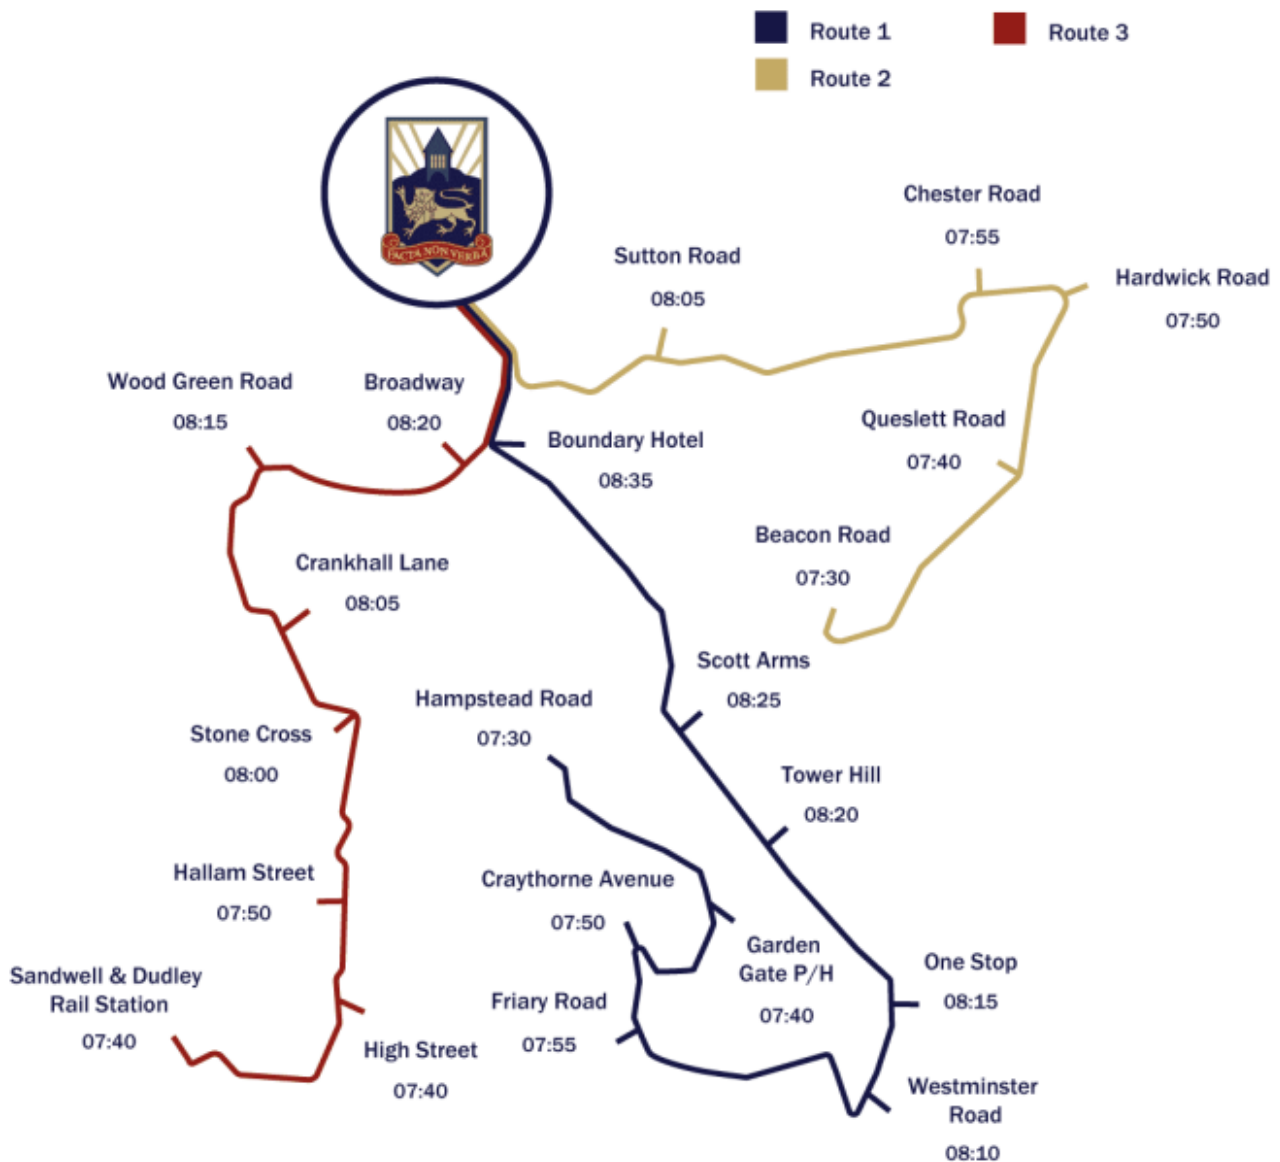 Route 1
Route 3
Route 2
FACTA NON VERBA
Chester Road
07:55
Sutton Road
08:05
Hardwick Road
07:50
Wood Green Road
08:15
Broadway
08:20
Boundary Hotel
08:35
Queslett Road
07:40
Beacon Road
07:30
Crankhall Lane
08:05
Scott Arms
08:25
Hampstead Road
07:30
Stone Cross
08:00
Tower Hill
08:20
Hallam Street
07:50
Craythorne Avenue
07:50
Garden
Gate P/H
07:40
One Stop
08:15
Sandwell & Dudley
Rail Station
07:40
Friary Road
07:55
High Street
07:40
Westminster
Road
08:10